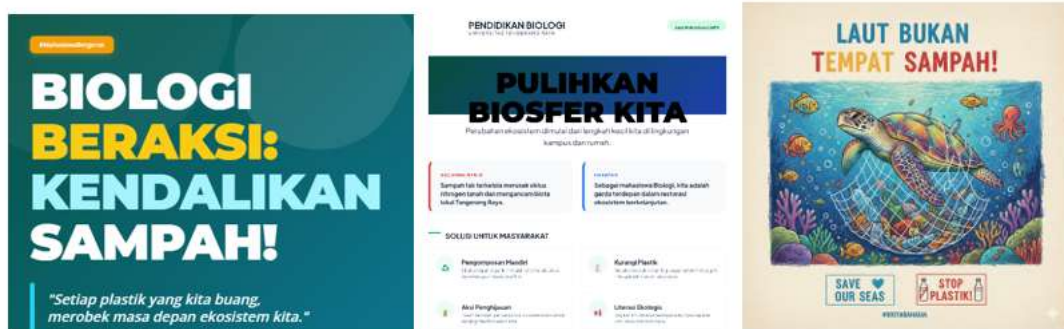 #MahasiswaBergerak
BIOLOGI
BERAKSI:
KENDALIKAN
SAMPAH!
"Setiap plastik yang kita buang,
merobek masa depan ekosistem kita."
PENDIDIKAN BIOLOGI
PULIHKAN
BIOSFER KITA
Perubahan ekosistem dimulai dari langkah kecil kita di lingkungan
kampus dan rumah.
Sampah tak terkelola merusak siklus
nitrogen tanah dan mengancam biota
lokal Tangerang Raya.
Sebagai mahasiswa Biologi, kita adalah
garda terdepan dalam restorasi
ekosistem berkelanjutan.
SOLUSI UNTUK MASYARAKAT
Pengomposan Mandiri
Kurangi Plastik
Aksi Penghijauan
Literasi Ekologis
LAUT BUKAN
TEMPAT SAMPAH!
SAVE
OUR SEAS
STOP
PLASTIK!